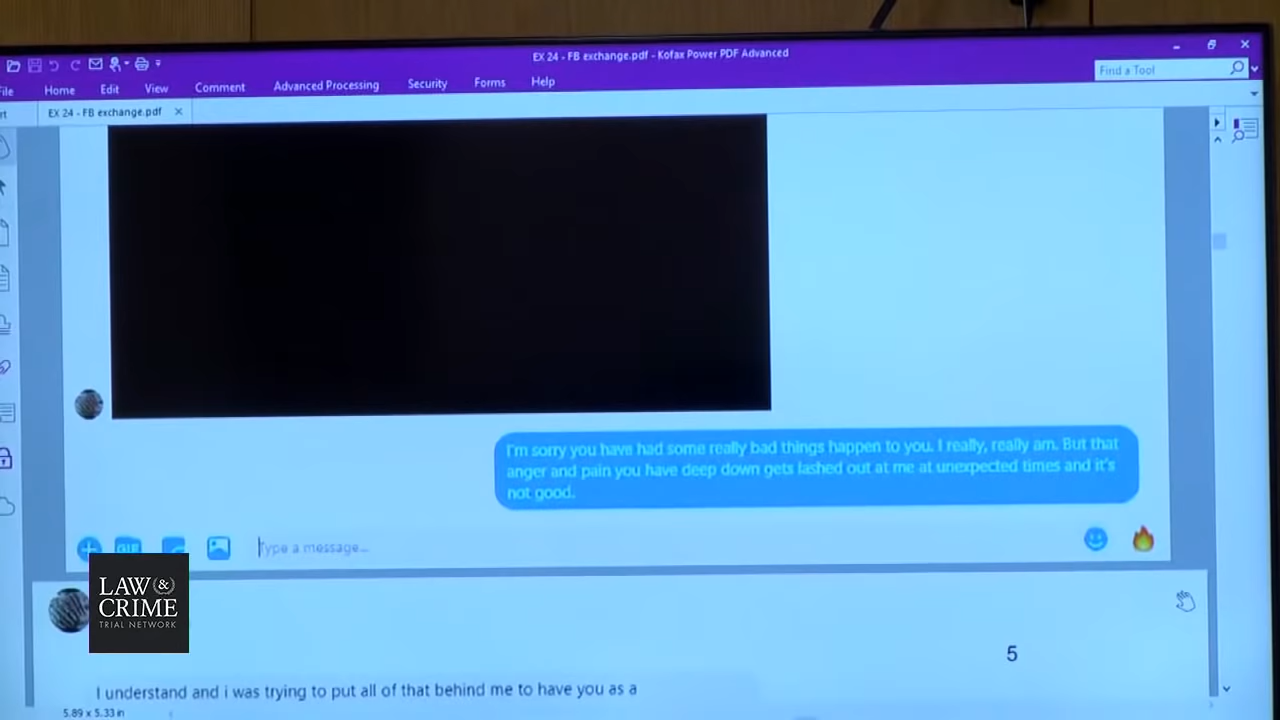 EX 24 - FB exchange.pdf - Kofax Power PDF Advanced
Find a Tool
File Home Edit View Comment Advanced Processing Security Forms Help
EX 24 - FB exchange.pdf
I'm sorry you have had some really bad things happen to you. I really, really am. But that
anger and pain you have deep down gets lashed out at me at unexpected times and it's
not good.
GIF
Type a message...
LAW &
CRIME
TRIAL NETWORK
5
I understand and i was trying to put all of that behind me to have you as a
5.89 x 5.33 in